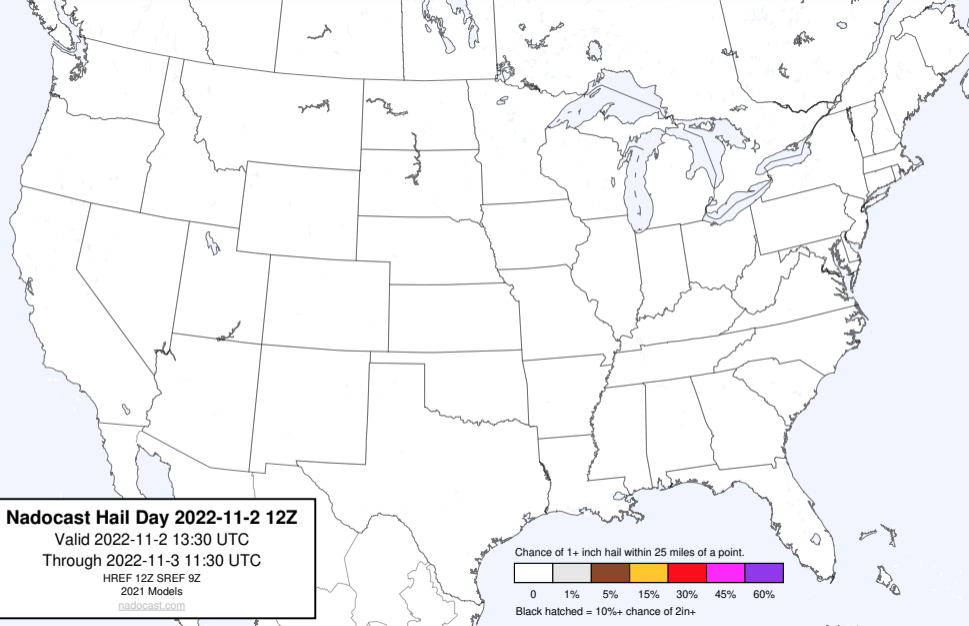 Nadocast Hail Day 2022-11-2 12Z
Valid 2022-11-2 13:30 UTC
Through 2022-11-3 11:30 UTC
HREF 12Z SREF 9Z
2021 Models
nadocast.com
Chance of 1+ inch hail within 25 miles of a point.
0 1% 5% 15% 30% 45% 60%
Black hatched = 10%+ chance of 2in+